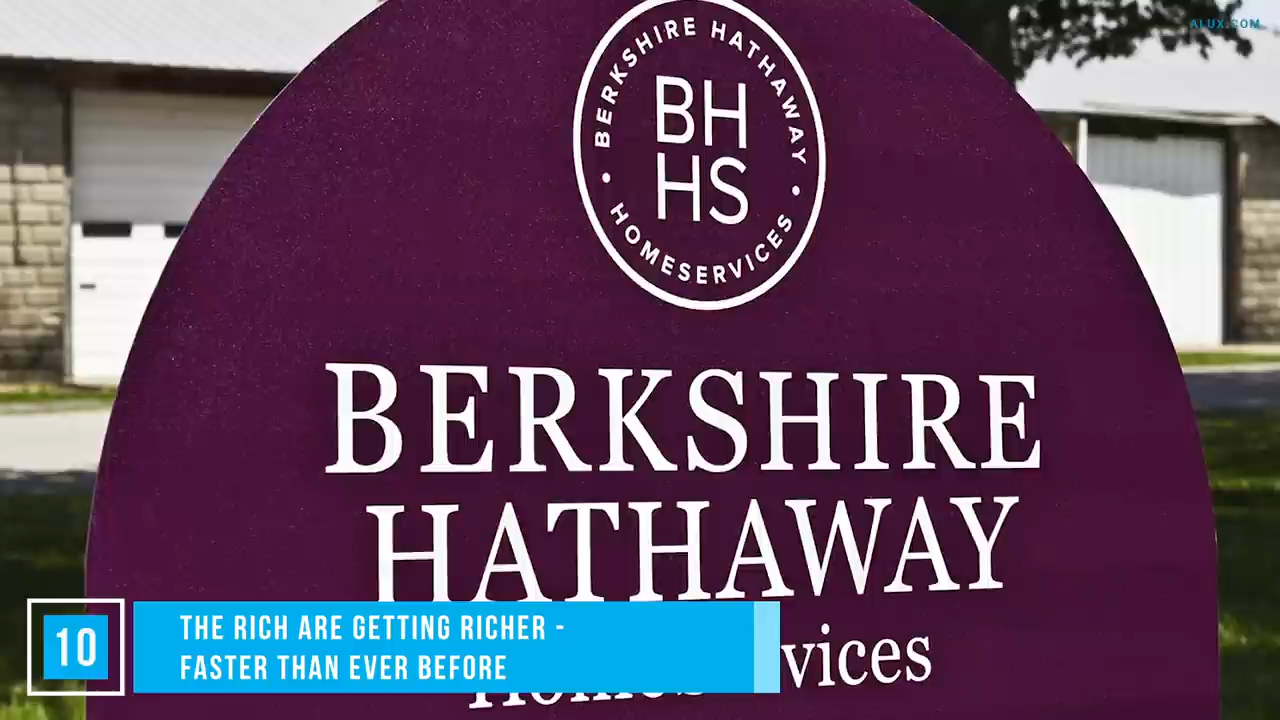 ALUX.COM
BERKSHIRE HATHAWAY
BH
HS
• HOMESERVICES •
BERKSHIRE
HATHAWAY
10
THE RICH ARE GETTING RICHER -
FASTER THAN EVER BEFORE